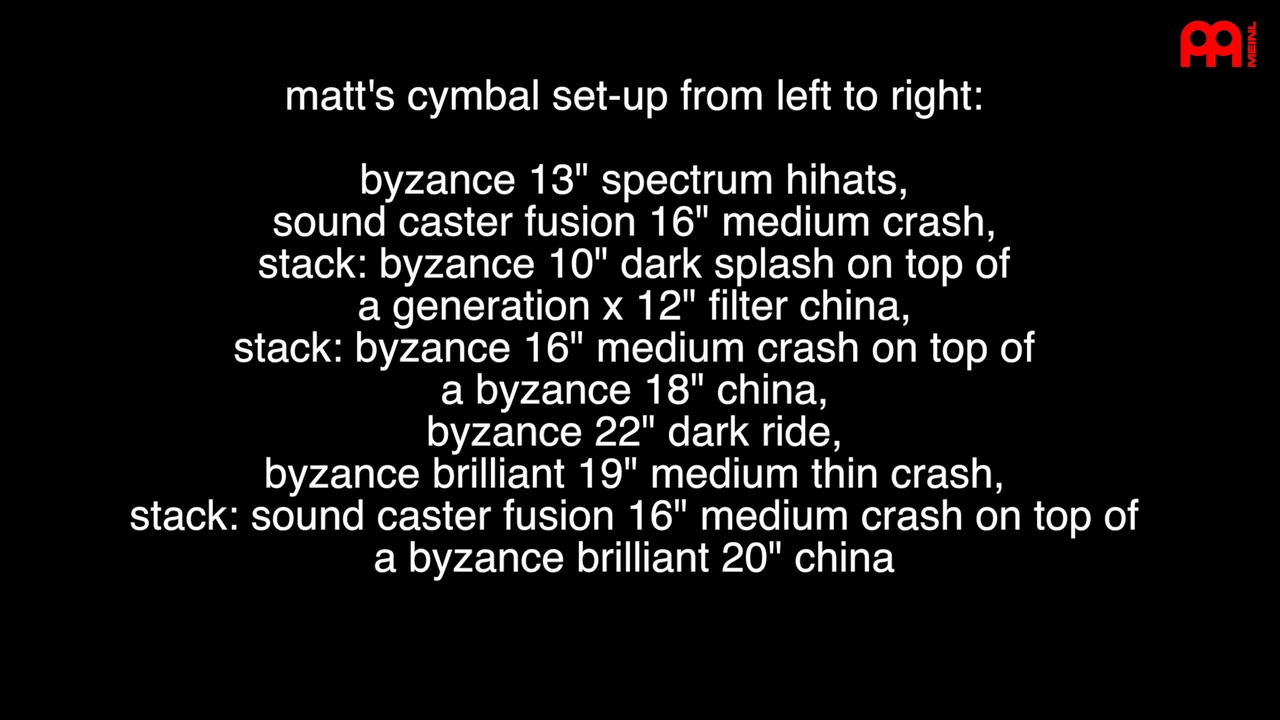 MEINL
matt's cymbal set-up from left to right:
byzance 13" spectrum hihats,
sound caster fusion 16" medium crash,
stack: byzance 10" dark splash on top of
a generation x 12" filter china,
stack: byzance 16" medium crash on top of
a byzance 18" china,
byzance 22" dark ride,
byzance brilliant 19" medium thin crash,
stack: sound caster fusion 16" medium crash on top of
a byzance brilliant 20" china